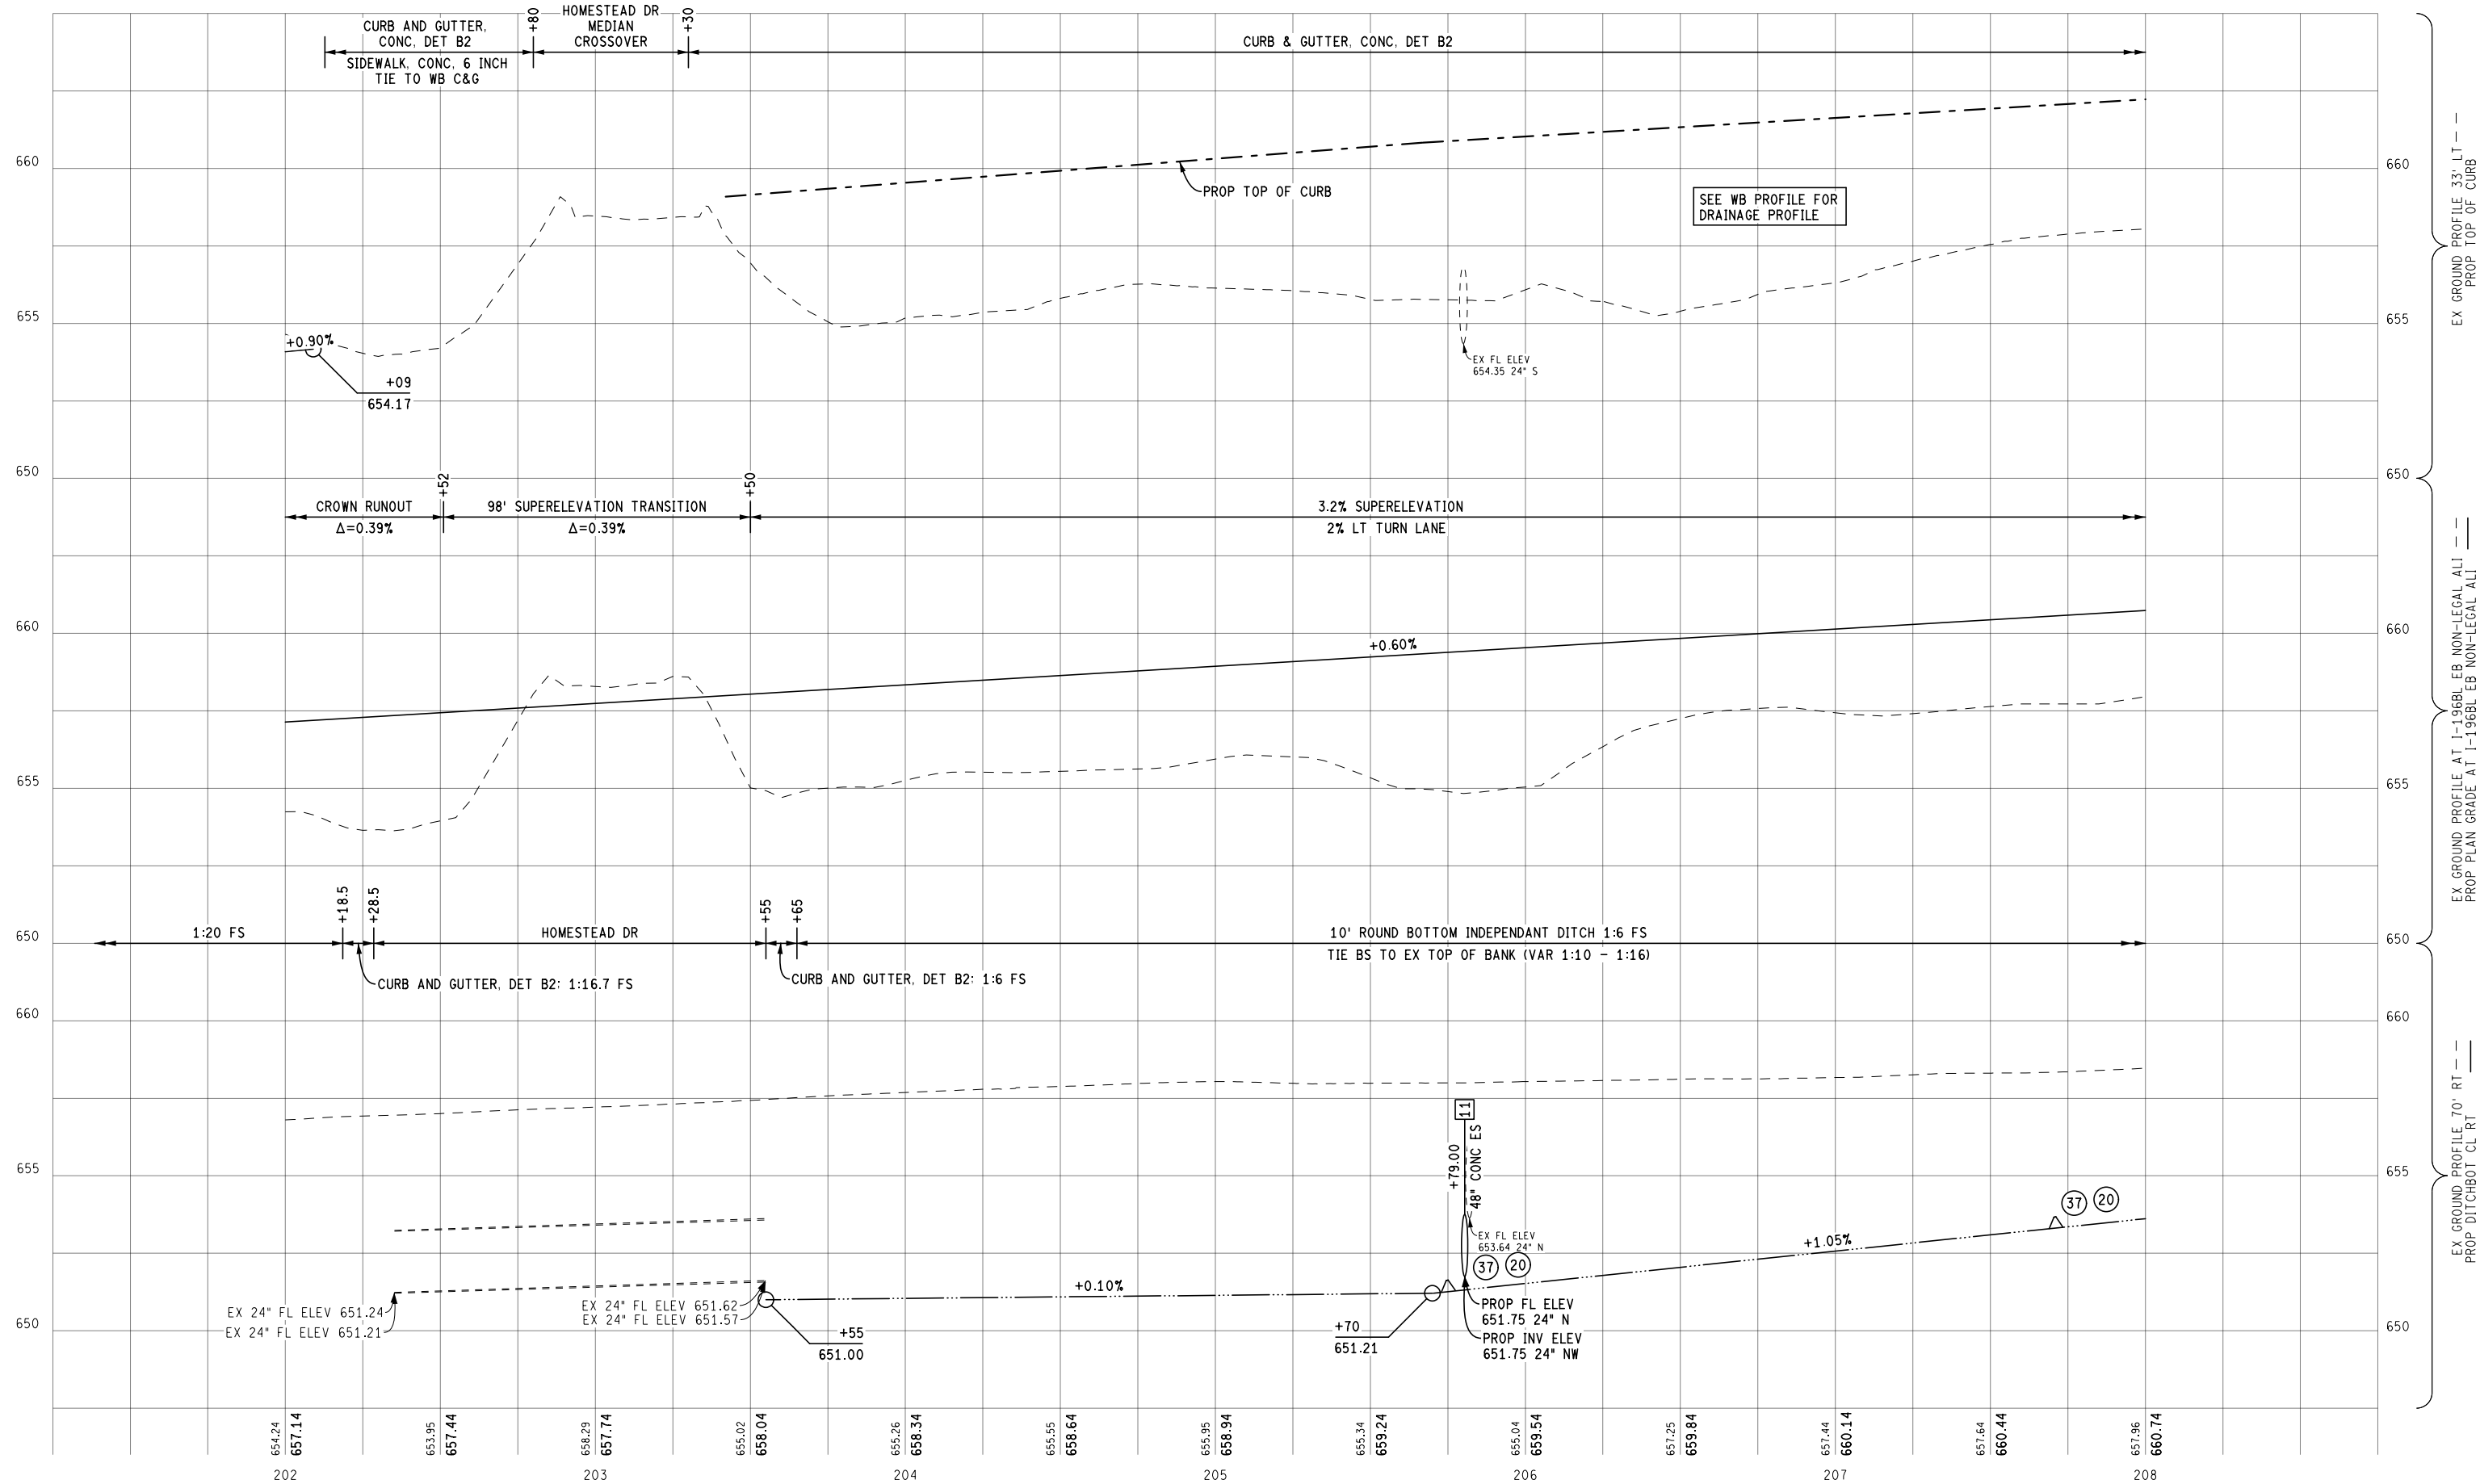 CURB AND GUTTER,
CONC, DET B2
SIDEWALK, CONC, 6 INCH
TIE TO WB C&G
+80
HOMESTEAD DR
MEDIAN
CROSSOVER
+30
CURB & GUTTER, CONC, DET B2
660
660
PROP TOP OF CURB
SEE WB PROFILE FOR
DRAINAGE PROFILE
655
655
+0.90%
+09
654.17
EX FL ELEV
654.35 24" S
EX GROUND PROFILE 33' LT — —
PROP TOP OF CURB
650
650
CROWN RUNOUT
Δ=0.39%
+52
98' SUPERELEVATION TRANSITION
Δ=0.39%
+50
3.2% SUPERELEVATION
2% LT TURN LANE
660
660
+0.60%
655
655
EX GROUND PROFILE AT I-196BL EB NON-LEGAL ALI — —
PROP PLAN GRADE AT I-196BL EB NON-LEGAL ALI ——
650
650
1:20 FS
+18.5
+28.5
HOMESTEAD DR
+55
+65
10' ROUND BOTTOM INDEPENDANT DITCH 1:6 FS
TIE BS TO EX TOP OF BANK (VAR 1:10 - 1:16)
CURB AND GUTTER, DET B2: 1:16.7 FS
CURB AND GUTTER, DET B2: 1:6 FS
660
660
11
+79.00
48" CONC ES
655
655
EX FL ELEV
653.64 24" N
37
20
37
20
+1.05%
+0.10%
EX 24" FL ELEV 651.24
EX 24" FL ELEV 651.21
EX 24" FL ELEV 651.62
EX 24" FL ELEV 651.57
+55
651.00
+70
651.21
PROP FL ELEV
651.75 24" N
PROP INV ELEV
651.75 24" NW
650
650
EX GROUND PROFILE 70' RT — —
PROP DITCHBOT CL RT ——
654.24
657.14
653.95
657.44
658.29
657.74
655.02
658.04
655.26
658.34
655.55
658.64
655.95
658.94
655.34
659.24
655.04
659.54
657.25
659.84
657.44
660.14
657.64
660.44
657.96
660.74
202
203
204
205
206
207
208